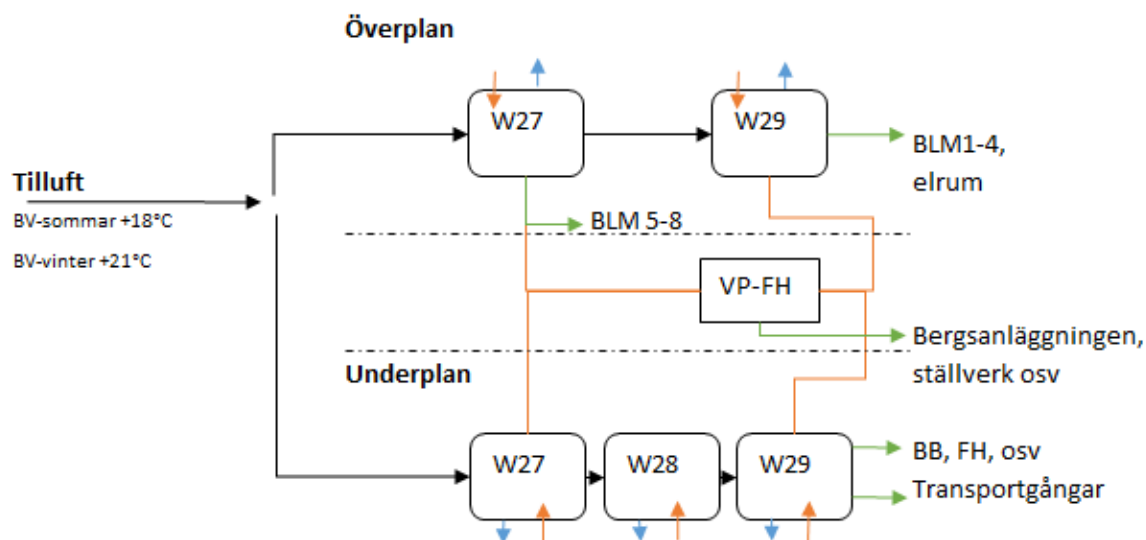 Överplan
W27
W29
BLM1-4,
elrum
Tilluft
BV-sommar +18°C
BV-vinter +21°C
BLM 5-8
VP-FH
Bergsanläggningen,
ställverk osv
Underplan
W27
W28
W29
BB, FH, osv
Transportgångar